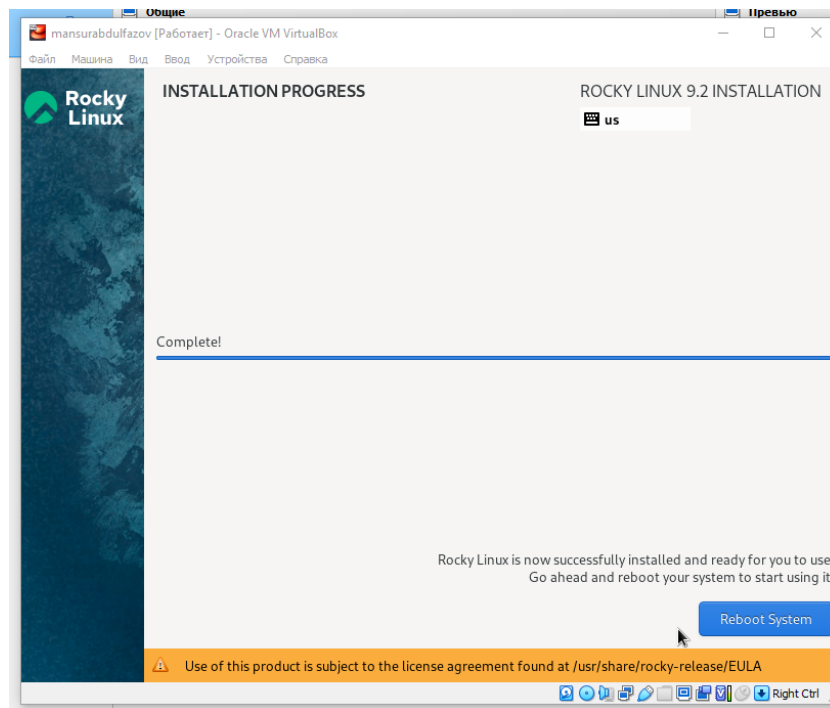 Общие
Превью
mansurabdulfazov [Работает] - Oracle VM VirtualBox
Файл Машина Вид Ввод Устройства Справка
Rocky
Linux
INSTALLATION PROGRESS
ROCKY LINUX 9.2 INSTALLATION
us
Complete!
Rocky Linux is now successfully installed and ready for you to use
Go ahead and reboot your system to start using it
Reboot System
Use of this product is subject to the license agreement found at /usr/share/rocky-release/EULA
Right Ctrl